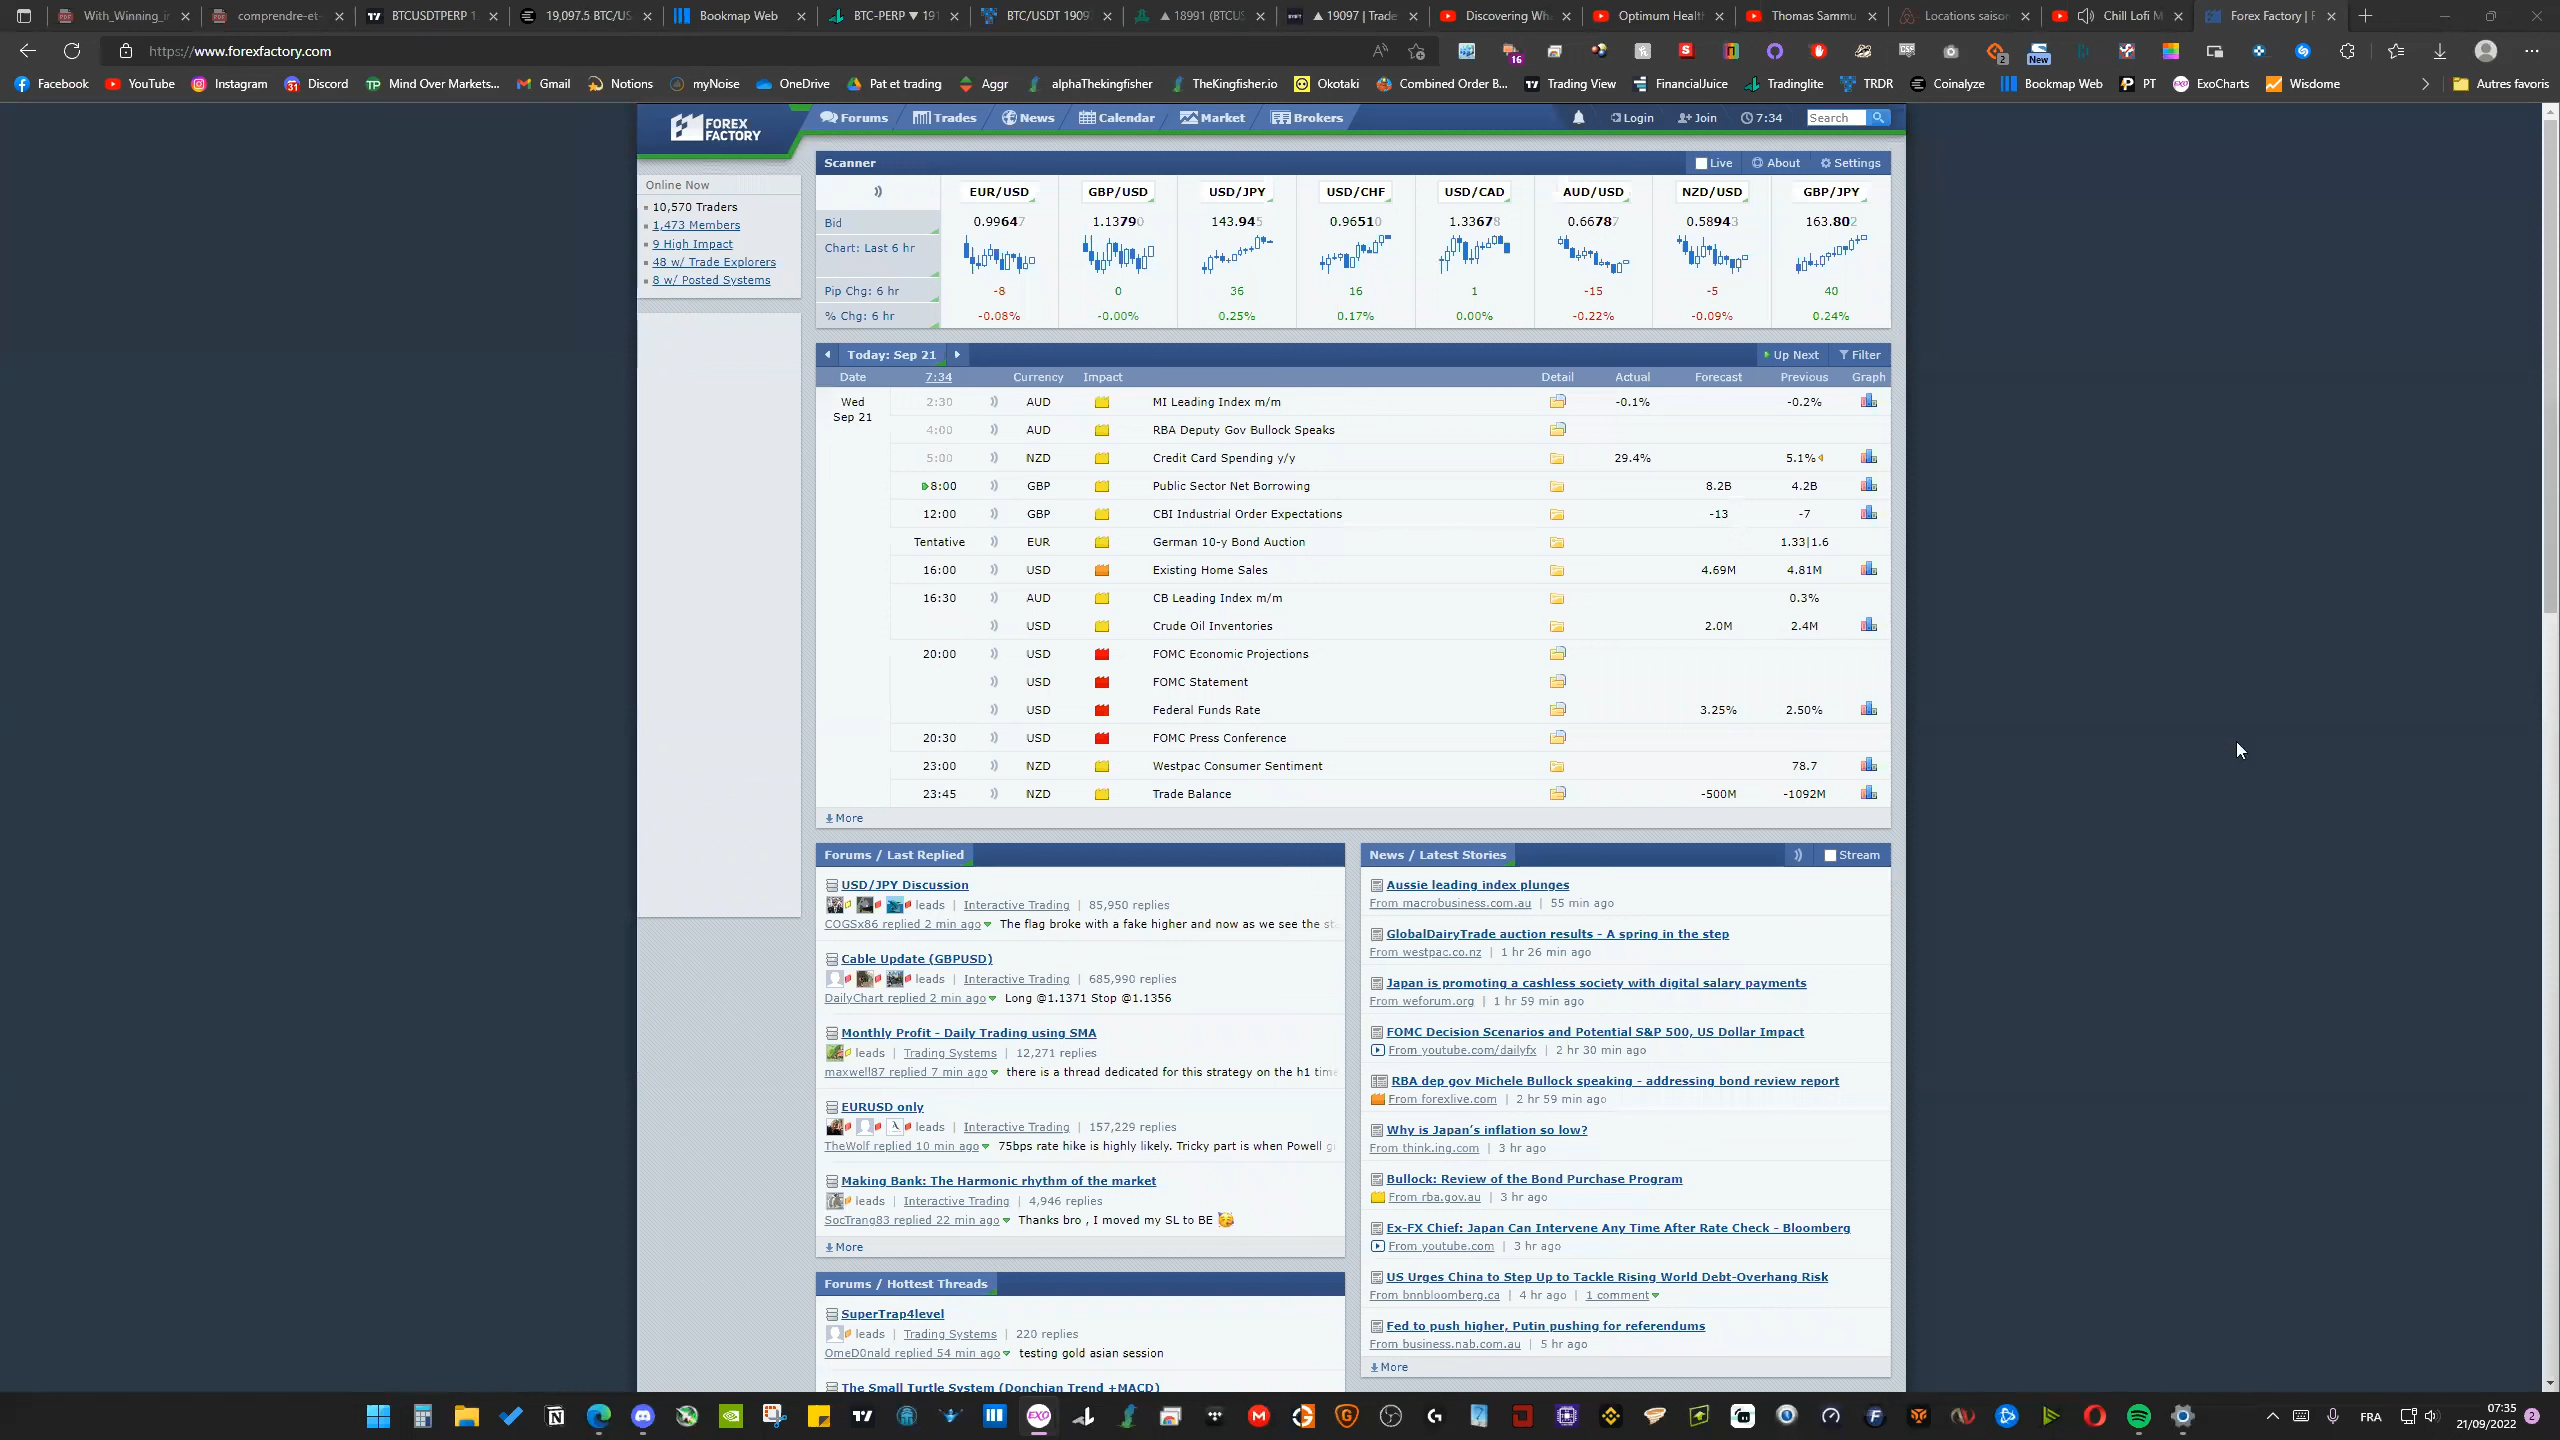 With_Winning_i
comprendre-et-
BTCUSDTPERP 1
19,097.5 BTC/US
Bookmap Web
BTC-PERP ▼ 191
BTC/USDT 1909
▲ 18991 (BTCUS
▲ 19097 | Trade
Discovering Wh
Optimum Healt
Thomas Sammu
Locations saiso
Chill Lofi M
Forex Factory | F
https://www.forexfactory.com
16
2
New
Facebook
YouTube
Instagram
Discord
Mind Over Markets...
Gmail
Notions
myNoise
OneDrive
Pat et trading
Aggr
alphaThekingfisher
TheKingfisher.io
Okotaki
Combined Order B...
Trading View
FinancialJuice
Tradinglite
TRDR
Coinalyze
Bookmap Web
PT
ExoCharts
Wisdome
Autres favoris
FOREX FACTORY
Forums
Trades
News
Calendar
Market
Brokers
Login
Join
7:34
Search
Online Now
10,570 Traders
1,473 Members
9 High Impact
48 w/ Trade Explorers
8 w/ Posted Systems
Scanner
Live
About
Settings
EUR/USD GBP/USD USD/JPY USD/CHF USD/CAD AUD/USD NZD/USD GBP/JPY
Bid 0.99647 1.13790 143.945 0.96510 1.33678 0.66787 0.58943 163.802
Chart: Last 6 hr
Pip Chg: 6 hr -8 0 36 16 1 -15 -5 40
% Chg: 6 hr -0.08% -0.00% 0.25% 0.17% 0.00% -0.22% -0.09% 0.24%
Today: Sep 21
Up Next
Filter
Date 7:34 Currency Impact Detail Actual Forecast Previous Graph
Wed
Sep 21
2:30 AUD MI Leading Index m/m -0.1% -0.2%
4:00 AUD RBA Deputy Gov Bullock Speaks
5:00 NZD Credit Card Spending y/y 29.4% 5.1%
8:00 GBP Public Sector Net Borrowing 8.2B 4.2B
12:00 GBP CBI Industrial Order Expectations -13 -7
Tentative EUR German 10-y Bond Auction 1.33|1.6
16:00 USD Existing Home Sales 4.69M 4.81M
16:30 AUD CB Leading Index m/m 0.3%
USD Crude Oil Inventories 2.0M 2.4M
20:00 USD FOMC Economic Projections
USD FOMC Statement
USD Federal Funds Rate 3.25% 2.50%
20:30 USD FOMC Press Conference
23:00 NZD Westpac Consumer Sentiment 78.7
23:45 NZD Trade Balance -500M -1092M
More
Forums / Last Replied
USD/JPY Discussion
leads | Interactive Trading | 85,950 replies
COGSx86 replied 2 min ago The flag broke with a fake higher and now as we see the st
Cable Update (GBPUSD)
leads | Interactive Trading | 685,990 replies
DailyChart replied 2 min ago Long @1.1371 Stop @1.1356
Monthly Profit - Daily Trading using SMA
leads | Trading Systems | 12,271 replies
maxwell87 replied 7 min ago there is a thread dedicated for this strategy on the h1 time
EURUSD only
leads | Interactive Trading | 157,229 replies
TheWolf replied 10 min ago 75bps rate hike is highly likely. Tricky part is when Powell g
Making Bank: The Harmonic rhythm of the market
leads | Interactive Trading | 4,946 replies
SocTrang83 replied 22 min ago Thanks bro , I moved my SL to BE 🥳
More
Forums / Hottest Threads
SuperTrap4level
leads | Trading Systems | 220 replies
OmeD0nald replied 54 min ago testing gold asian session
The Small Turtle System (Donchian Trend +MACD)
News / Latest Stories
Stream
Aussie leading index plunges
From macrobusiness.com.au | 55 min ago
GlobalDairyTrade auction results - A spring in the step
From westpac.co.nz | 1 hr 26 min ago
Japan is promoting a cashless society with digital salary payments
From weforum.org | 1 hr 59 min ago
FOMC Decision Scenarios and Potential S&P 500, US Dollar Impact
From youtube.com/dailyfx | 2 hr 30 min ago
RBA dep gov Michele Bullock speaking - addressing bond review report
From forexlive.com | 2 hr 59 min ago
Why is Japan's inflation so low?
From think.ing.com | 3 hr ago
Bullock: Review of the Bond Purchase Program
From rba.gov.au | 3 hr ago
Ex-FX Chief: Japan Can Intervene Any Time After Rate Check - Bloomberg
From youtube.com | 3 hr ago
US Urges China to Step Up to Tackle Rising World Debt-Overhang Risk
From bnnbloomberg.ca | 4 hr ago | 1 comment
Fed to push higher, Putin pushing for referendums
From business.nab.com.au | 5 hr ago
More
EXO
FRA
07:35
21/09/2022
2